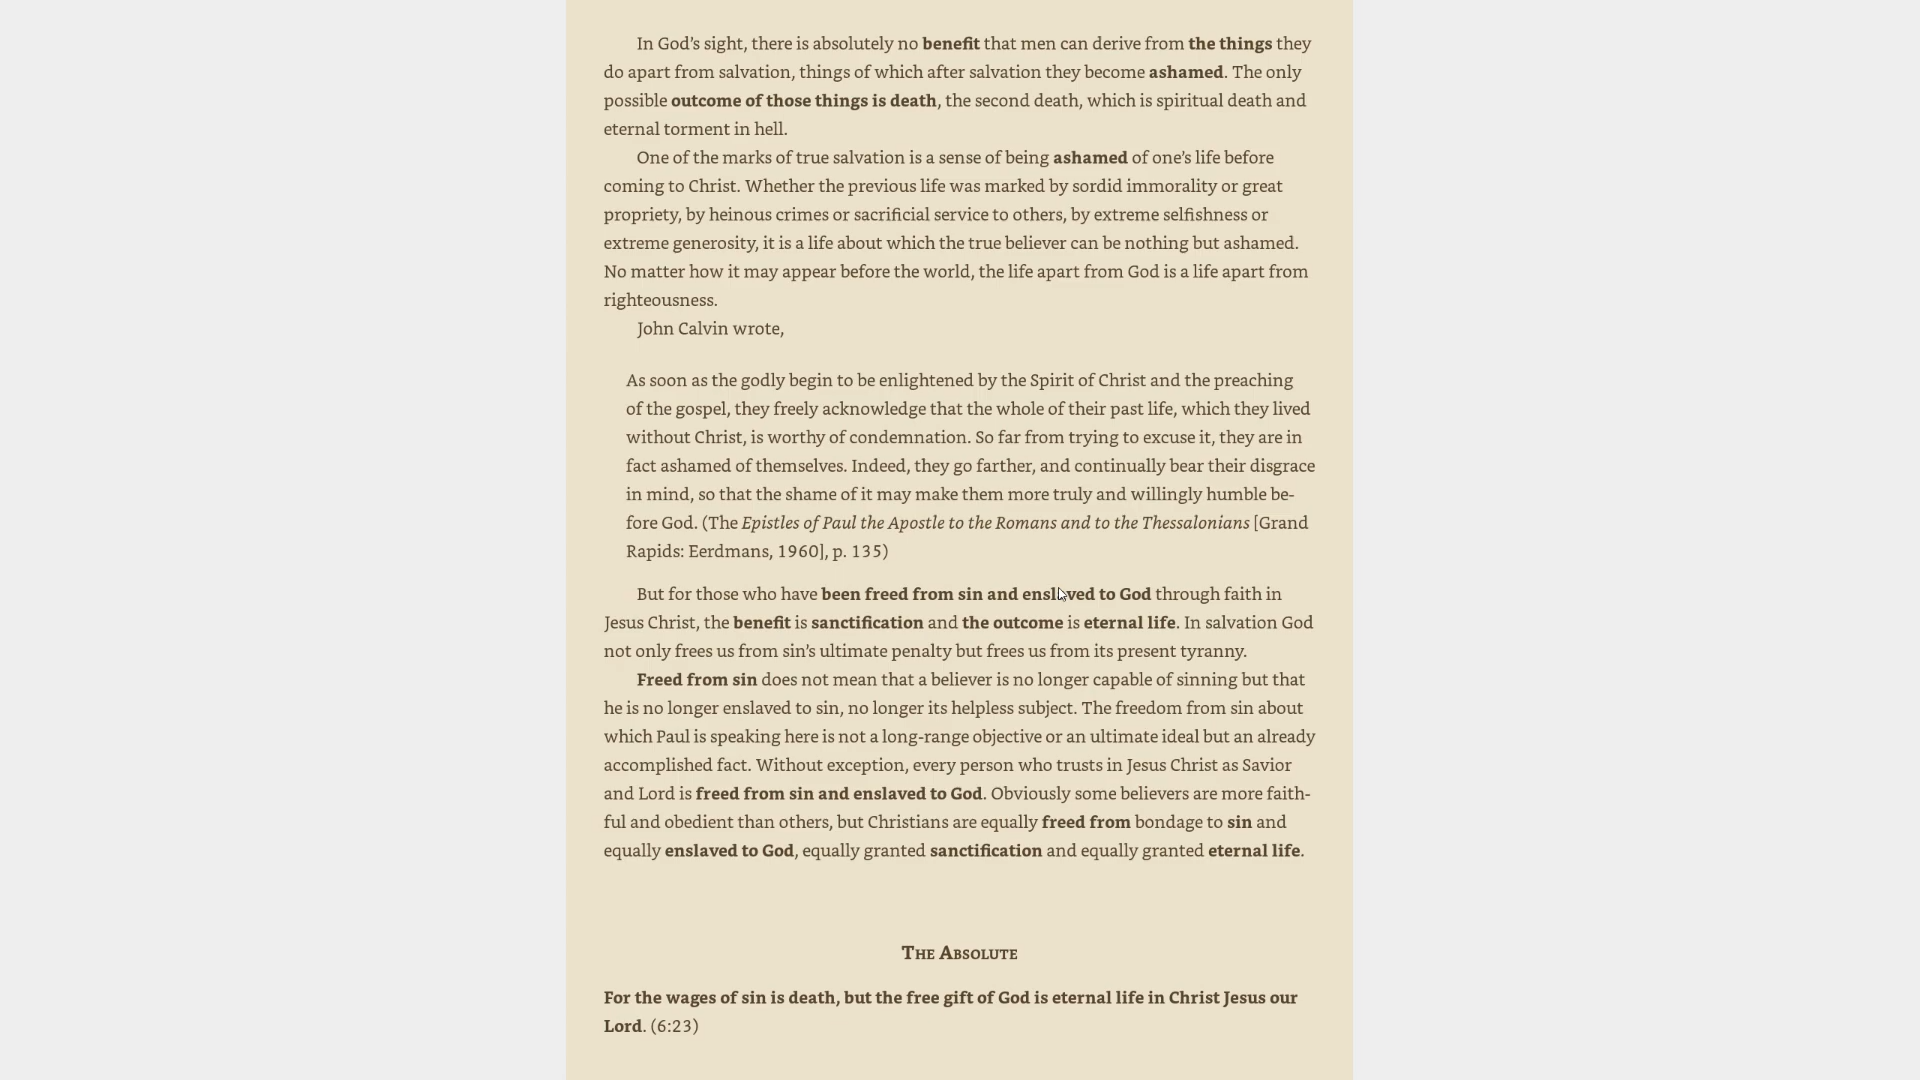 In God’s sight, there is absolutely no benefit that men can derive from the things they
do apart from salvation, things of which after salvation they become ashamed. The only
possible outcome of those things is death, the second death, which is spiritual death and
eternal torment in hell.
One of the marks of true salvation is a sense of being ashamed of one’s life before
coming to Christ. Whether the previous life was marked by sordid immorality or great
propriety, by heinous crimes or sacrificial service to others, by extreme selfishness or
extreme generosity, it is a life about which the true believer can be nothing but ashamed.
No matter how it may appear before the world, the life apart from God is a life apart from
righteousness.
John Calvin wrote,
As soon as the godly begin to be enlightened by the Spirit of Christ and the preaching
of the gospel, they freely acknowledge that the whole of their past life, which they lived
without Christ, is worthy of condemnation. So far from trying to excuse it, they are in
fact ashamed of themselves. Indeed, they go farther, and continually bear their disgrace
in mind, so that the shame of it may make them more truly and willingly humble be-
fore God. (The Epistles of Paul the Apostle to the Romans and to the Thessalonians [Grand
Rapids: Eerdmans, 1960], p. 135)
But for those who have been freed from sin and enslaved to God through faith in
Jesus Christ, the benefit is sanctification and the outcome is eternal life. In salvation God
not only frees us from sin’s ultimate penalty but frees us from its present tyranny.
Freed from sin does not mean that a believer is no longer capable of sinning but that
he is no longer enslaved to sin, no longer its helpless subject. The freedom from sin about
which Paul is speaking here is not a long-range objective or an ultimate ideal but an already
accomplished fact. Without exception, every person who trusts in Jesus Christ as Savior
and Lord is freed from sin and enslaved to God. Obviously some believers are more faith-
ful and obedient than others, but Christians are equally freed from bondage to sin and
equally enslaved to God, equally granted sanctification and equally granted eternal life.
The Absolute
For the wages of sin is death, but the free gift of God is eternal life in Christ Jesus our
Lord. (6:23)